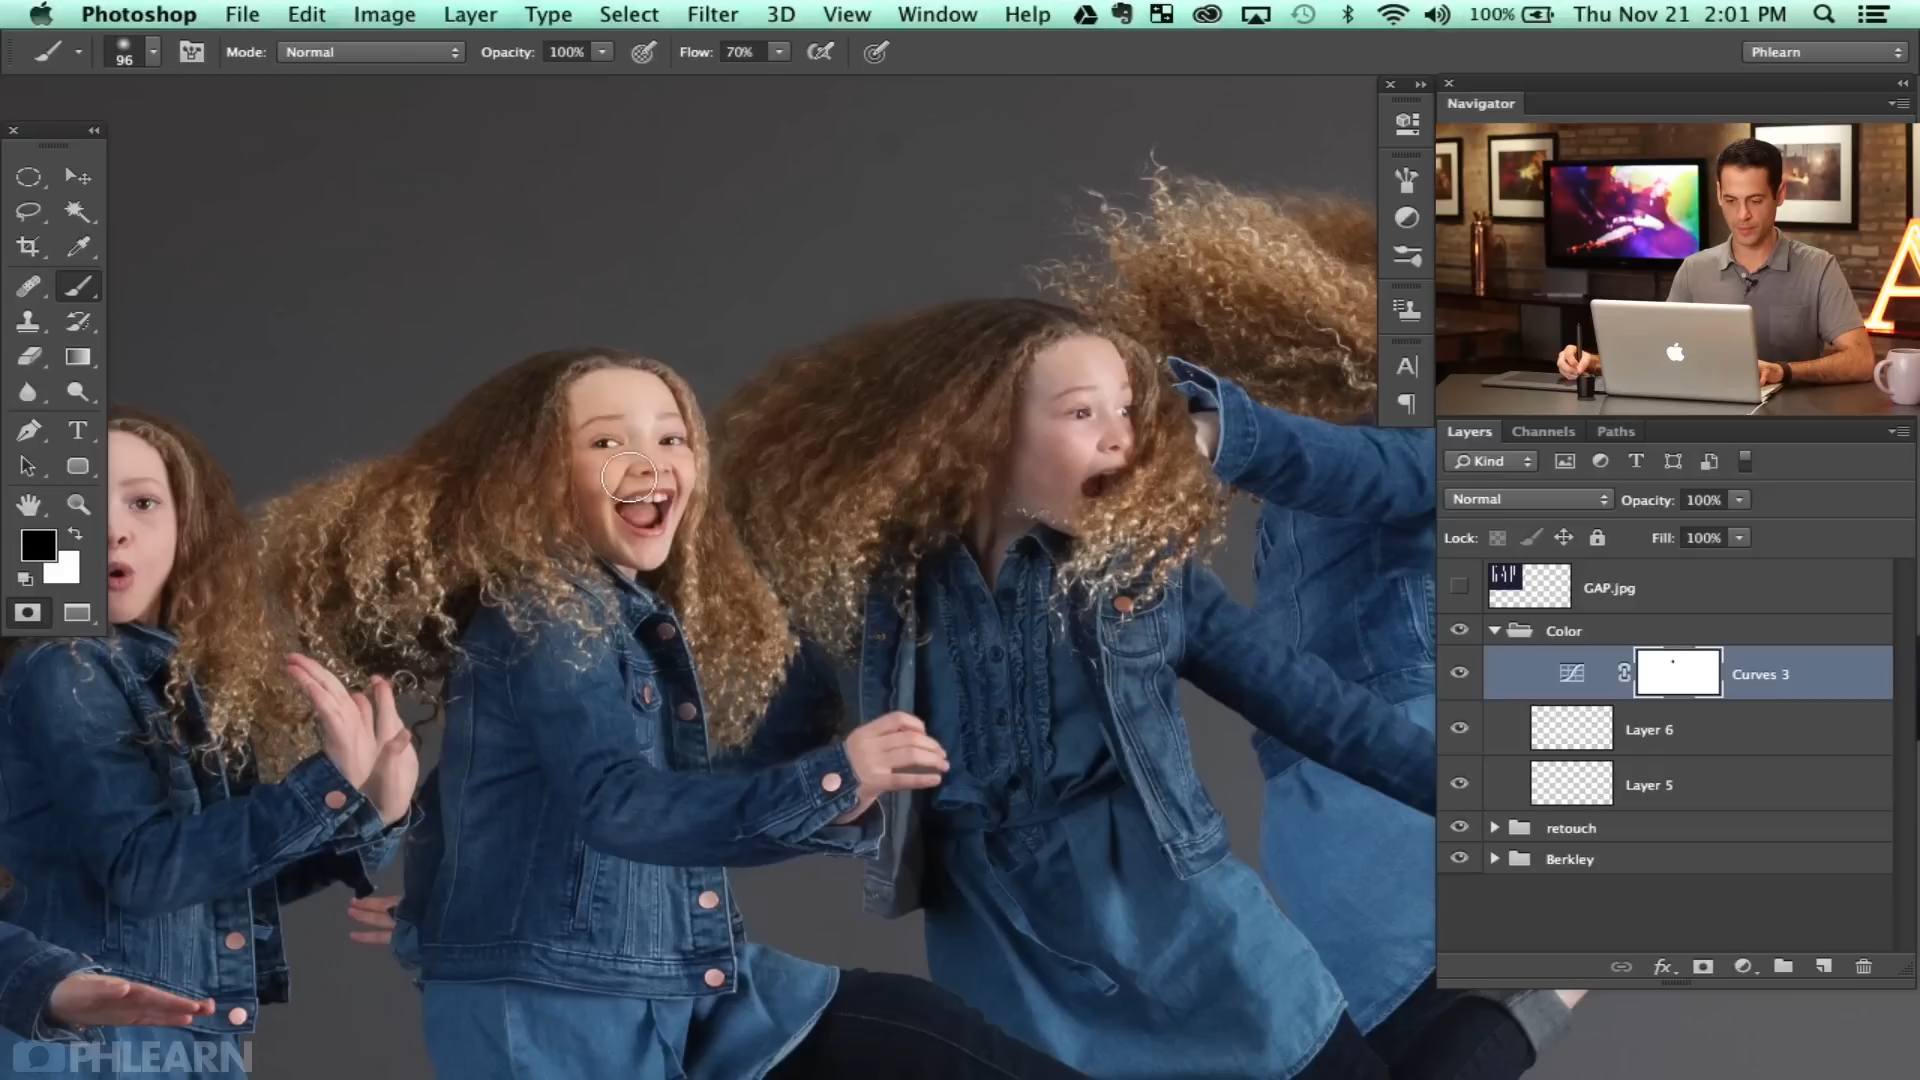 Photoshop File Edit Image Layer Type Select Filter 3D View Window Help 100% Thu Nov 21 2:01 PM
96 Mode: Normal Opacity: 100% Flow: 70% Phlearn
Navigator
Layers Channels Paths
Kind
Normal Opacity: 100%
Lock: Fill: 100%
GAP
GAP.jpg
Color
Curves 3
Layer 6
Layer 5
retouch
Berkley
fx
PHLEARN